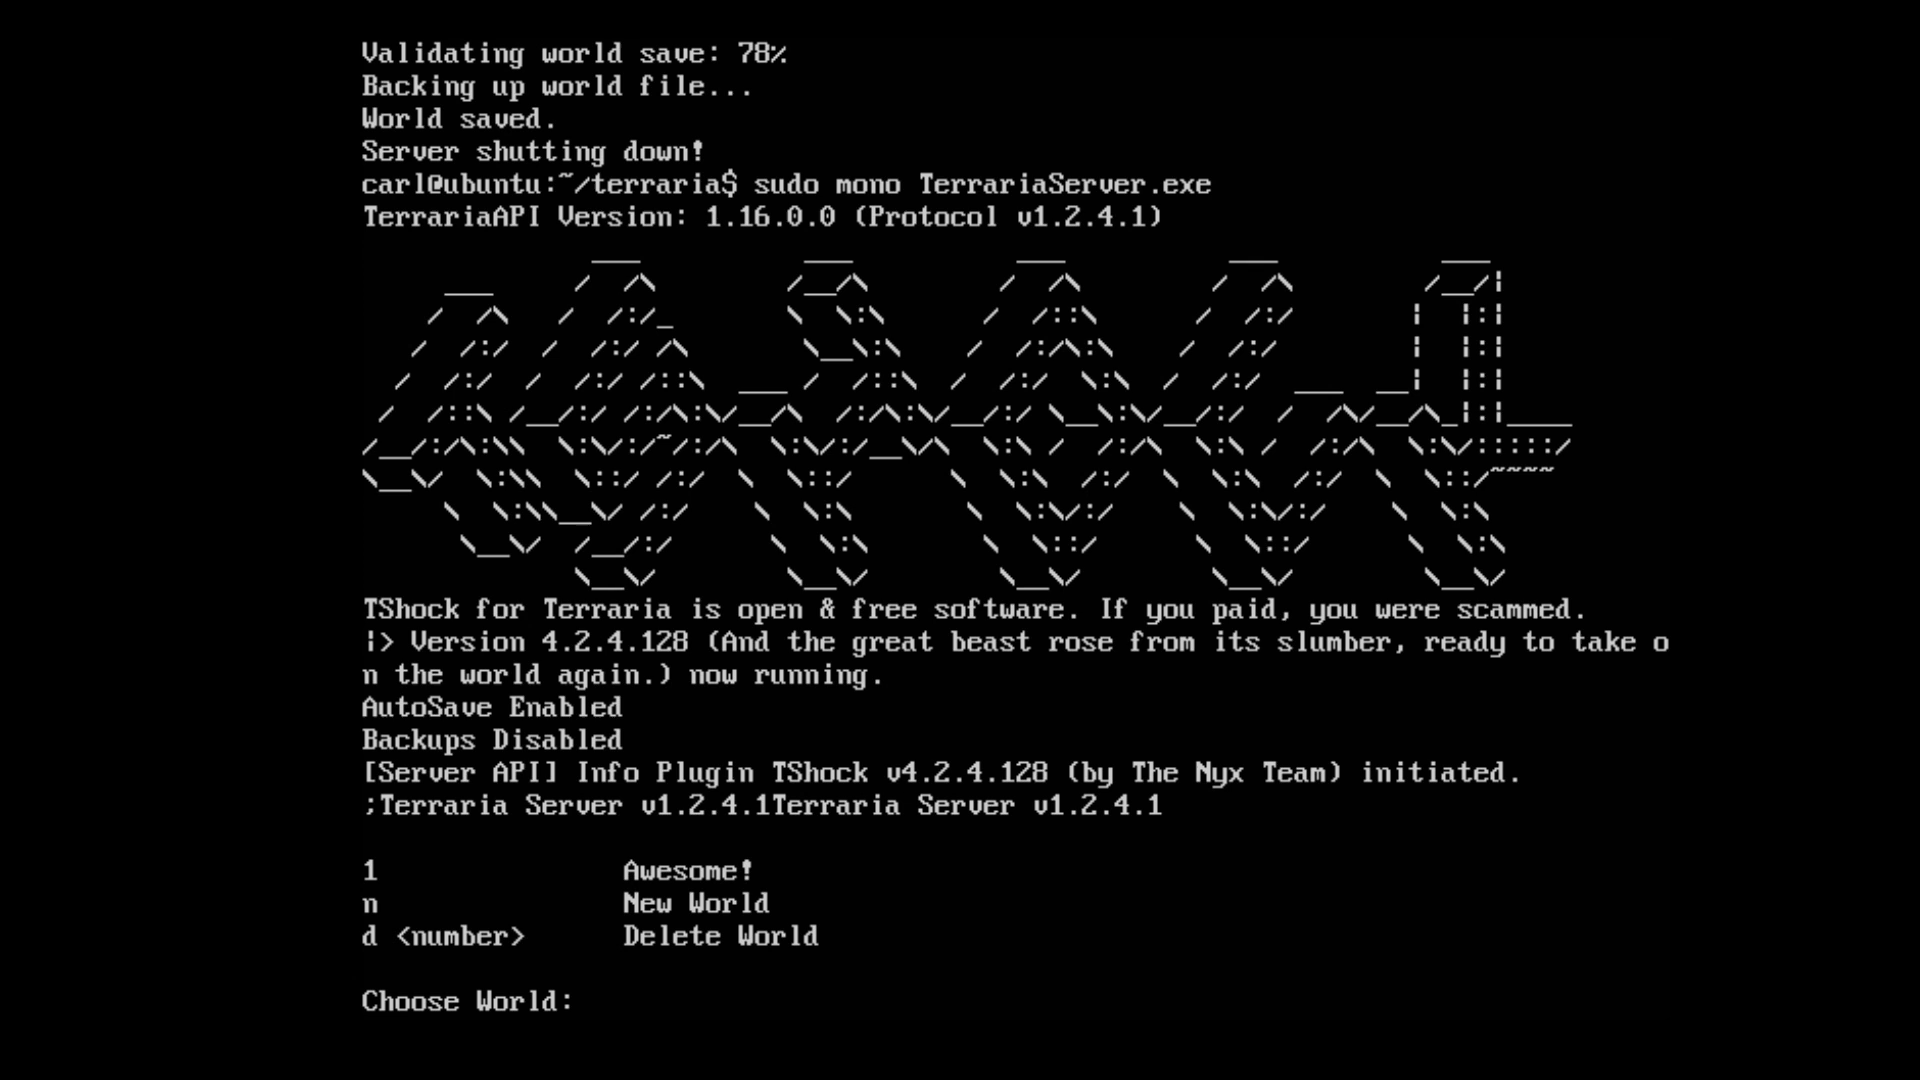 Validating world save: 78%
Backing up world file...
World saved.
Server shutting down!
carl@ubuntu:~/terraria$ sudo mono TerrariaServer.exe
TerrariaAPI Version: 1.16.0.0 (Protocol v1.2.4.1)
TShock for Terraria is open & free software. If you paid, you were scammed.
|> Version 4.2.4.128 (And the great beast rose from its slumber, ready to take o
n the world again.) now running.
AutoSave Enabled
Backups Disabled
[Server API] Info Plugin TShock v4.2.4.128 (by The Nyx Team) initiated.
;Terraria Server v1.2.4.1Terraria Server v1.2.4.1
1 Awesome!
n New World
d <number> Delete World
Choose World: